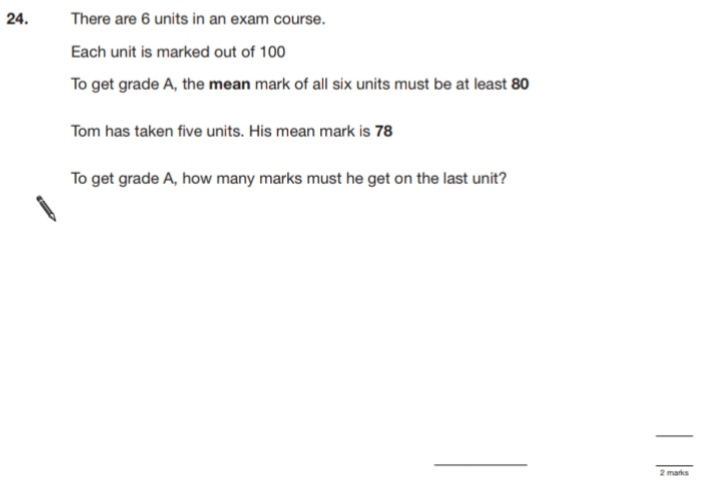 24. There are 6 units in an exam course.
Each unit is marked out of 100
To get grade A, the mean mark of all six units must be at least 80
Tom has taken five units. His mean mark is 78
To get grade A, how many marks must he get on the last unit?
2 marks